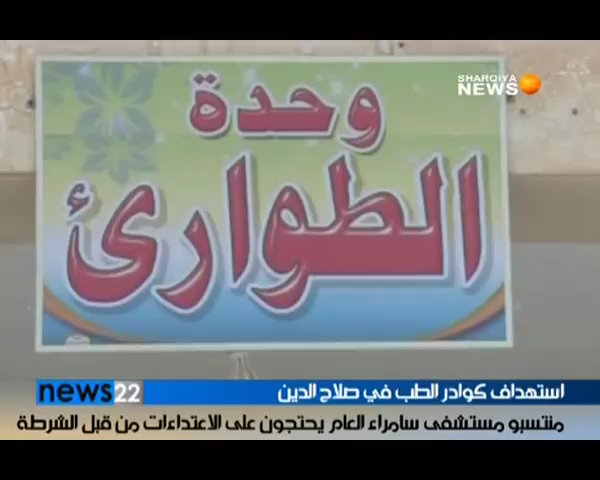 SHARQIYA
NEWS
وحدة
الطوارئ
news22
استهداف كوادر الطب في صلاح الدين
منتسبو مستشفى سامراء العام يحتجون على الاعتداءات من قبل الشرطة